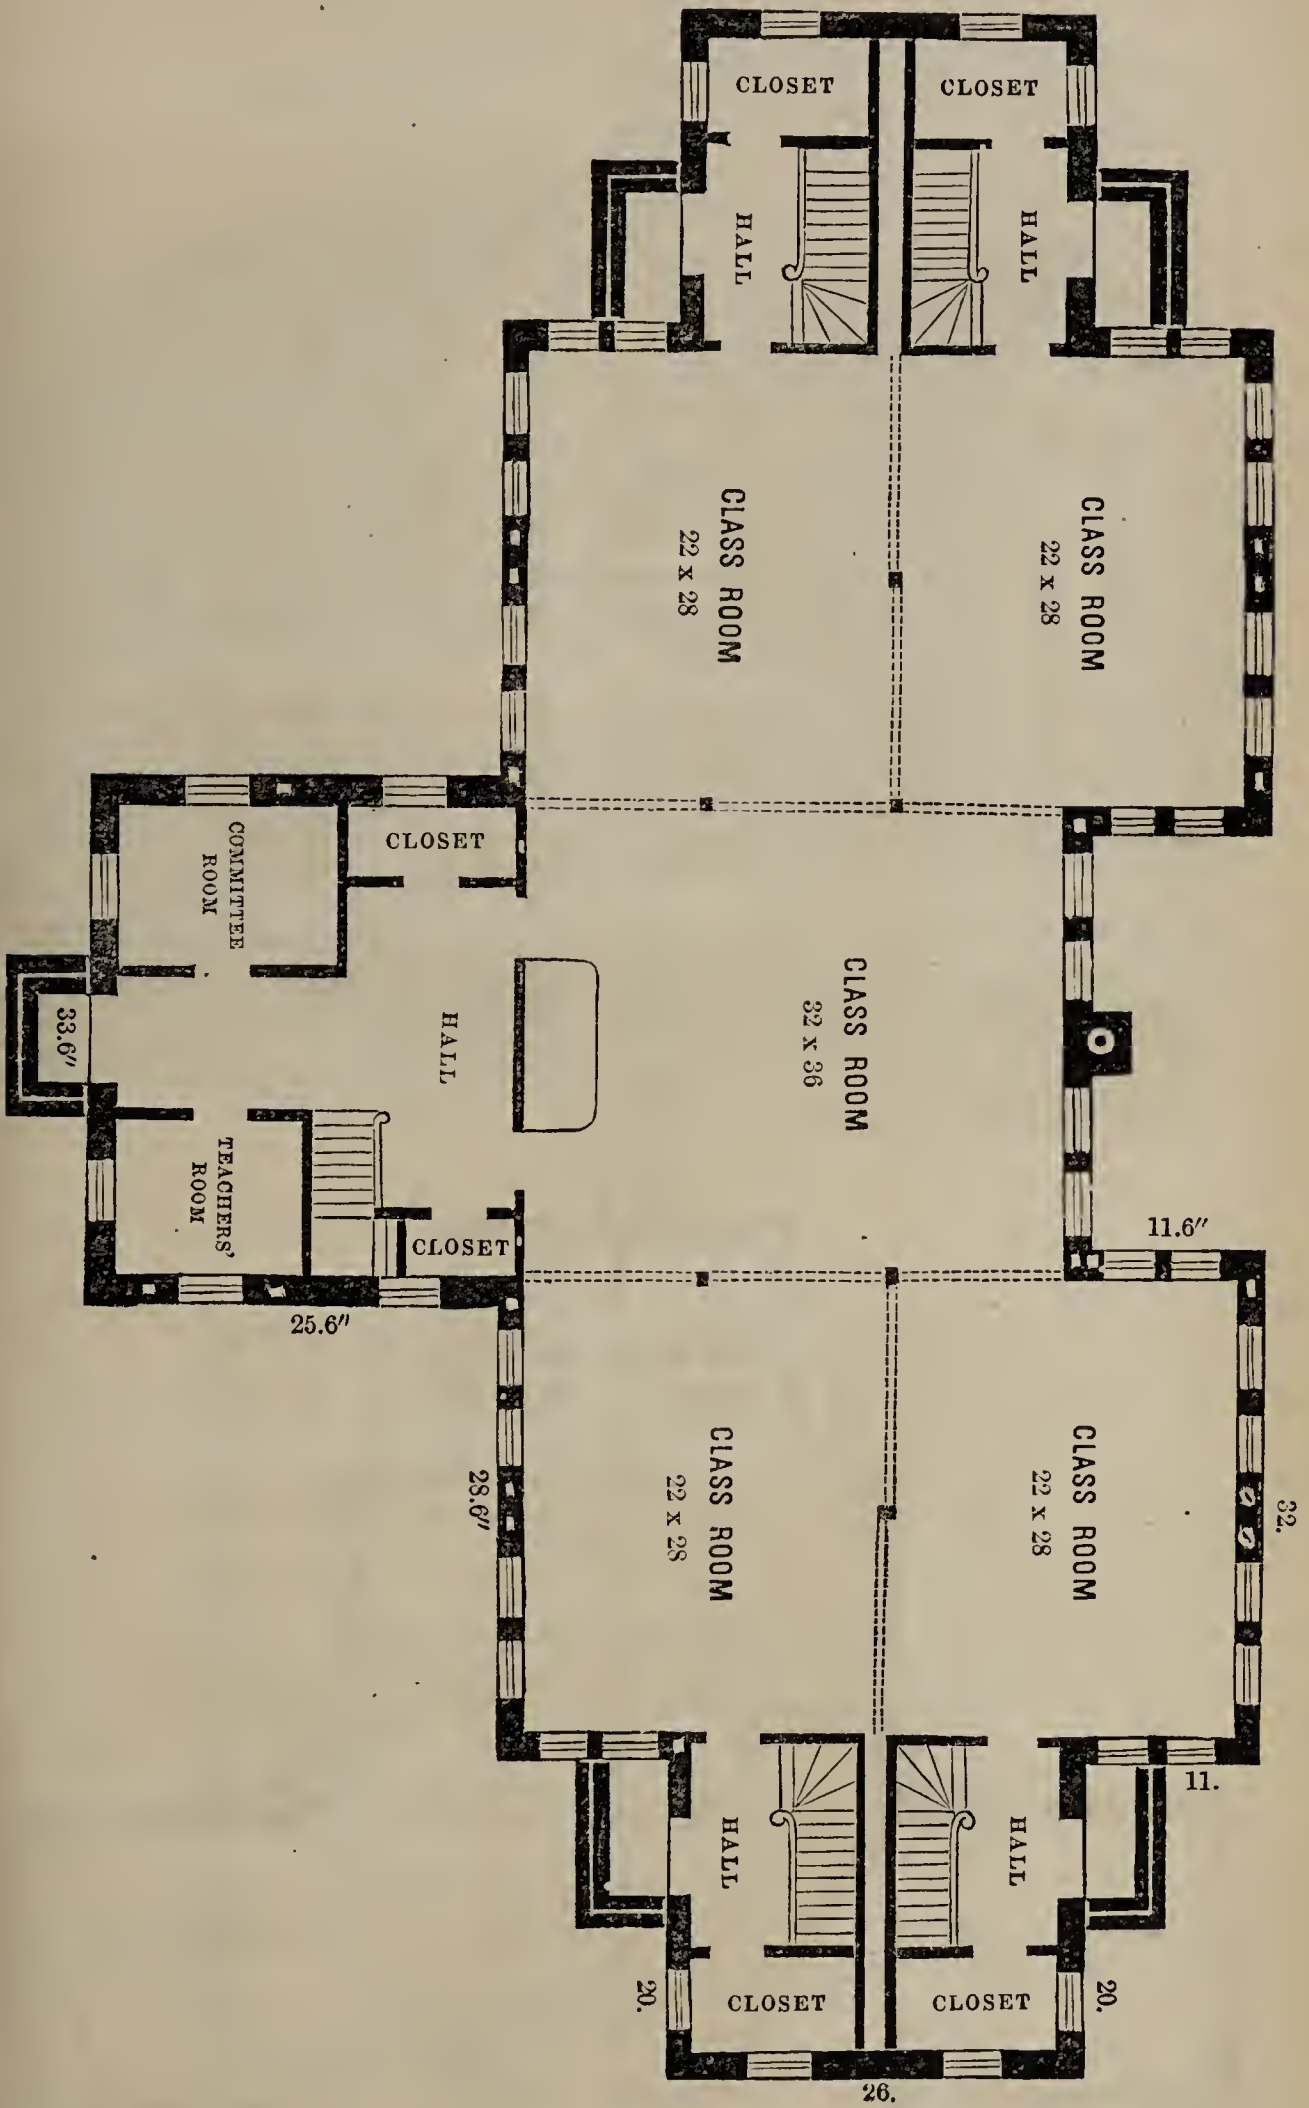 CLOSET
CLOSET
HALL
HALL
CLASS ROOM
22 x 28
CLASS ROOM
22 x 28
CLOSET
COMMITTEE
ROOM
HALL
33.6″
CLASS ROOM
32 x 36
TEACHERS'
ROOM
CLOSET
11.6″
25.6″
28.6″
CLASS ROOM
22 x 28
CLASS ROOM
22 x 28
32.
11.
HALL
HALL
20.
CLOSET
CLOSET
20.
26.